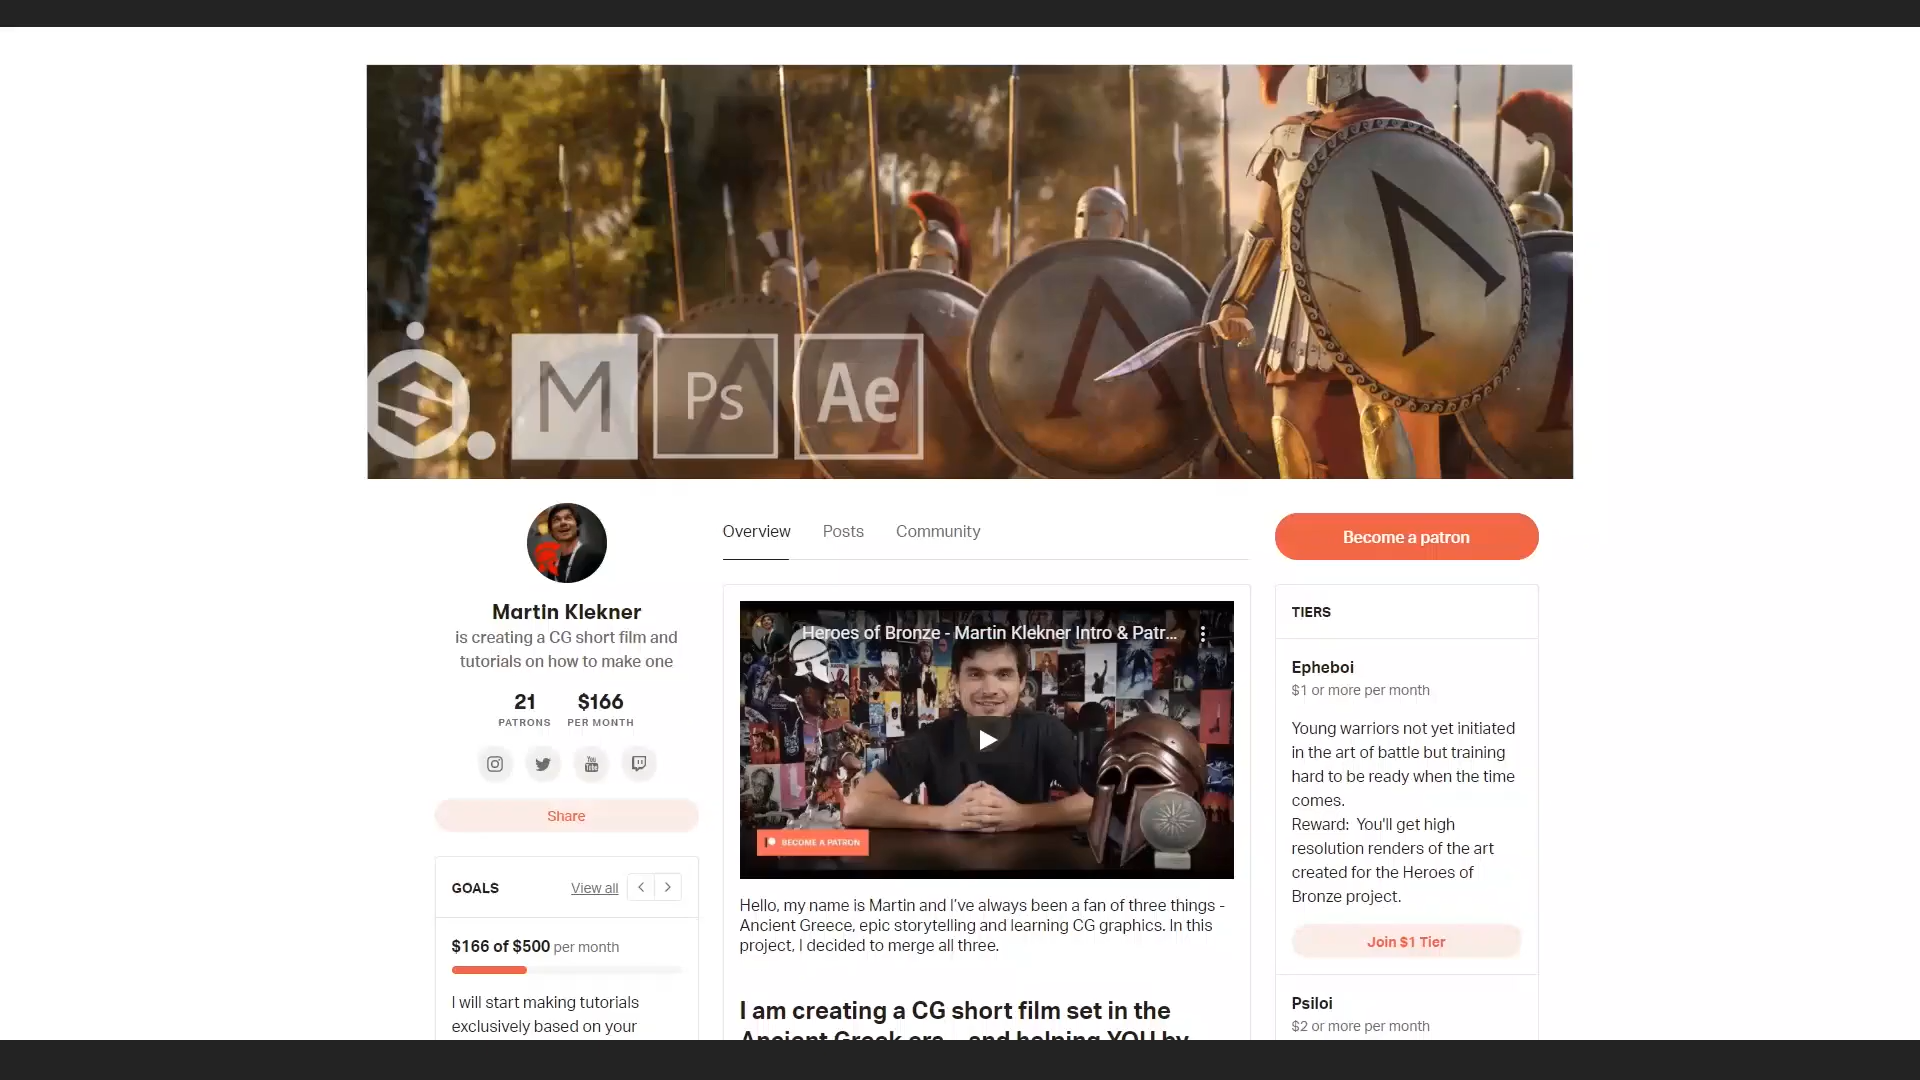 M
Ps
Ae
Martin Klekner
is creating a CG short film and
tutorials on how to make one
21
PATRONS
$166
PER MONTH
Share
GOALS
View all
$166 of $500 per month
I will start making tutorials
exclusively based on your
Overview
Posts
Community
Heroes of Bronze - Martin Klekner Intro & Patr...
BECOME A PATRON
Hello, my name is Martin and I've always been a fan of three things -
Ancient Greece, epic storytelling and learning CG graphics. In this
project, I decided to merge all three.
I am creating a CG short film set in the
Ancient Greek era - and helping YOU by
Become a patron
TIERS
Epheboi
$1 or more per month
Young warriors not yet initiated
in the art of battle but training
hard to be ready when the time
comes.
Reward: You'll get high
resolution renders of the art
created for the Heroes of
Bronze project.
Join $1 Tier
Psiloi
$2 or more per month